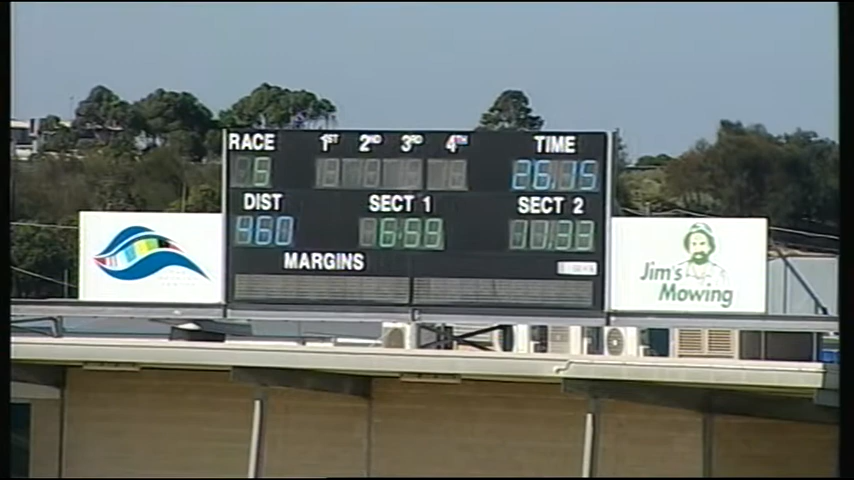 RACE 1ST 2ND 3RD 4TH TIME
5 26.15
DIST SECT 1 SECT 2
460 6.59 11.33
MARGINS
Jim's
Mowing